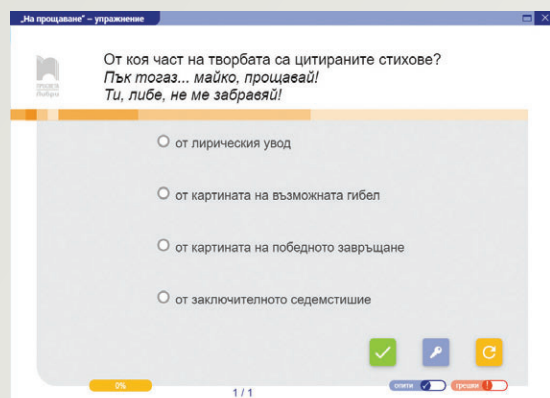 „На прощаване“ – упражнение
От коя част на творбата са цитираните стихове?
Пък тогаз... майко, прощавай!
Ти, либе, не ме забравяй!
от лирическия увод
от картината на възможната гибел
от картината на победното завръщане
от заключителното седемстишие
0%
1 / 1
опити
грешки